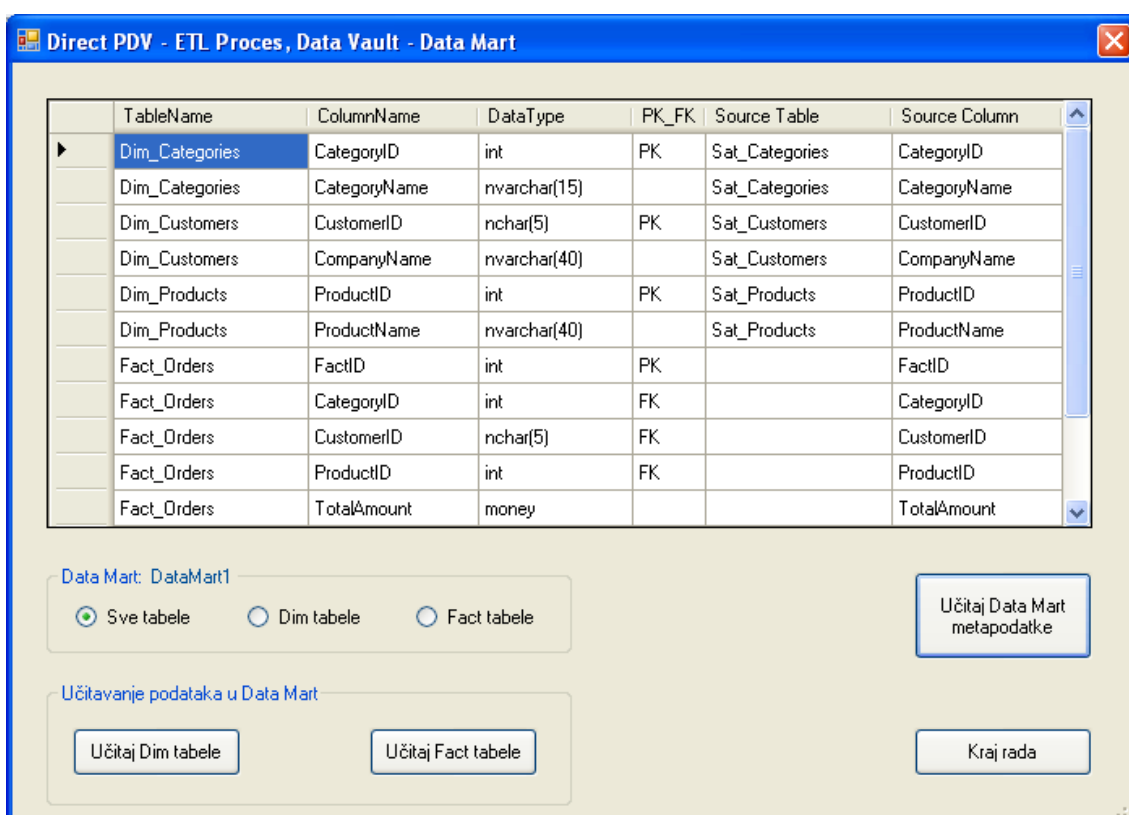 Direct PDV - ETL Proces, Data Vault - Data Mart
TableName ColumnName DataType PK_FK Source Table Source Column
Dim_Categories CategoryID int PK Sat_Categories CategoryID
Dim_Categories CategoryName nvarchar(15) Sat_Categories CategoryName
Dim_Customers CustomerID nchar(5) PK Sat_Customers CustomerID
Dim_Customers CompanyName nvarchar(40) Sat_Customers CompanyName
Dim_Products ProductID int PK Sat_Products ProductID
Dim_Products ProductName nvarchar(40) Sat_Products ProductName
Fact_Orders FactID int PK FactID
Fact_Orders CategoryID int FK CategoryID
Fact_Orders CustomerID nchar(5) FK CustomerID
Fact_Orders ProductID int FK ProductID
Fact_Orders TotalAmount money TotalAmount
Data Mart: DataMart1
Sve tabele Dim tabele Fact tabele
Učitaj Data Mart
metapodatke
Učitavanje podataka u Data Mart
Učitaj Dim tabele Učitaj Fact tabele Kraj rada